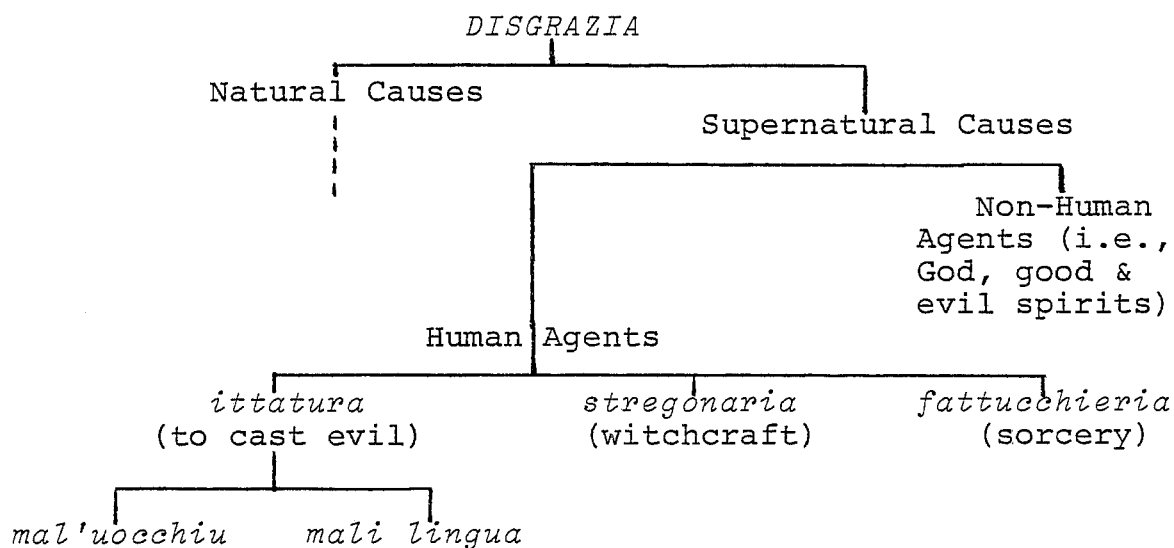 DISGRAZIA
Natural Causes
Supernatural Causes
Non-Human
Agents (i.e.,
God, good &
evil spirits)
Human Agents
ittatura
(to cast evil)
stregonaria
(witchcraft)
fattucchieria
(sorcery)
mal'uocchiu
mali lingua